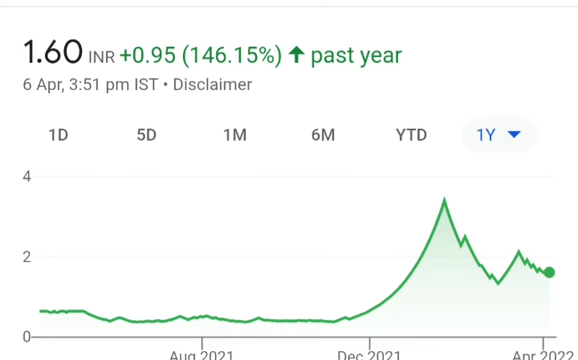 1.60 INR +0.95 (146.15%) ↑ past year
6 Apr, 3:51 pm IST • Disclaimer
1D 5D 1M 6M YTD 1Y
4
2
0
Aug 2021 Dec 2021 Apr 2022